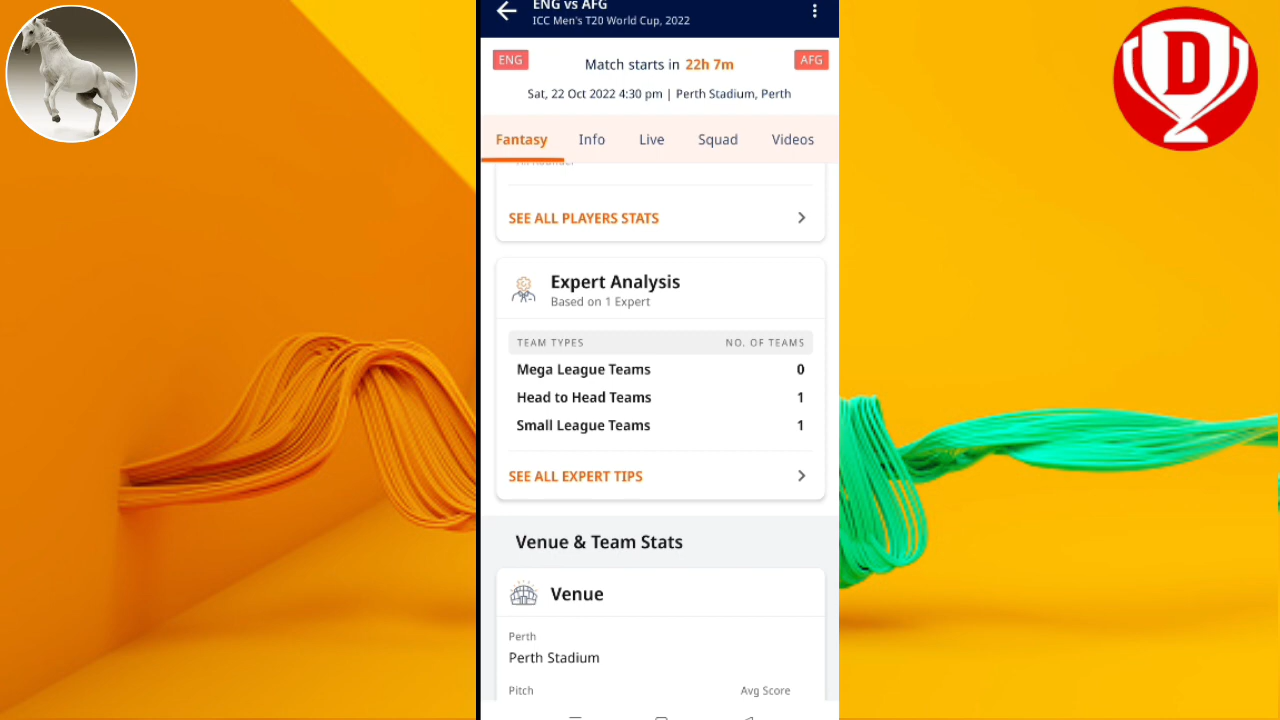 ENG vs AFG
ICC Men's T20 World Cup, 2022
ENG
Match starts in 22h 7m
AFG
Sat, 22 Oct 2022 4:30 pm | Perth Stadium, Perth
Fantasy Info Live Squad Videos
SEE ALL PLAYERS STATS
Expert Analysis
Based on 1 Expert
TEAM TYPES NO. OF TEAMS
Mega League Teams 0
Head to Head Teams 1
Small League Teams 1
SEE ALL EXPERT TIPS
Venue & Team Stats
Venue
Perth
Perth Stadium
Pitch Avg Score
D